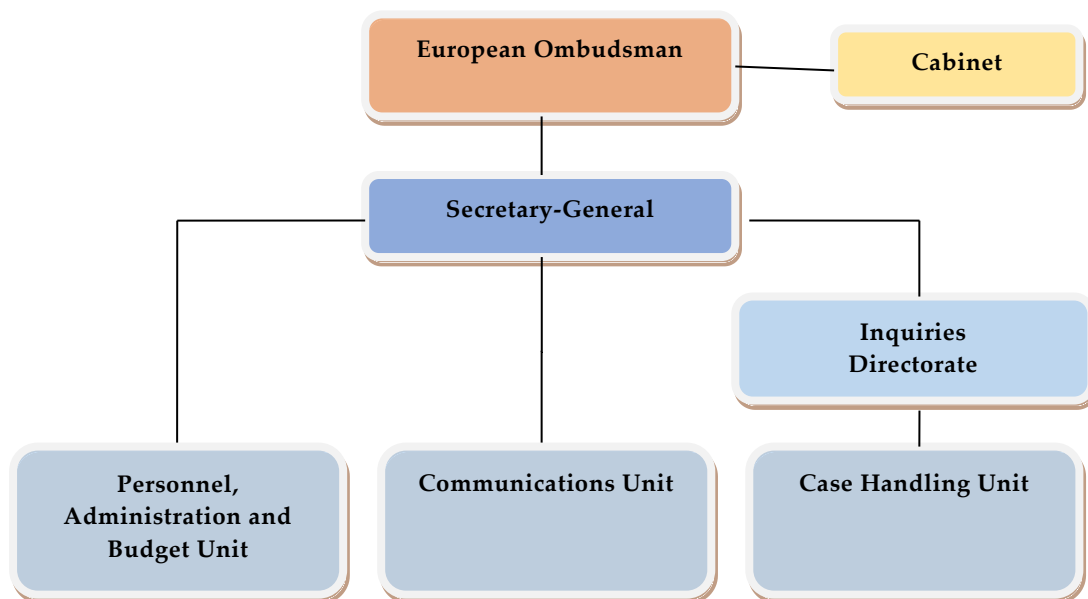 European Ombudsman
Cabinet
Secretary-General
Inquiries
Directorate
Personnel,
Administration and
Budget Unit
Communications Unit
Case Handling Unit